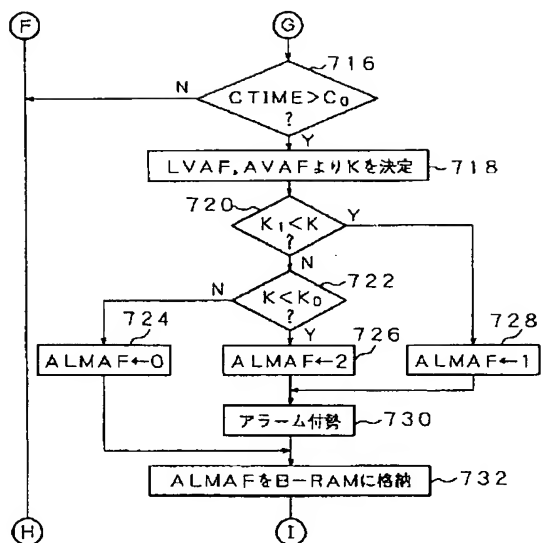 F
G
716
N
CTIME>C₀
?
Y
LVAF,AVAFよりKを決定
718
720
K₁<K
?
Y
N
722
N
K<K₀
?
Y
724
726
728
ALMAF←0
ALMAF←2
ALMAF←1
アラーム付勢
730
ALMAFをB-RAMに格納
732
H
I